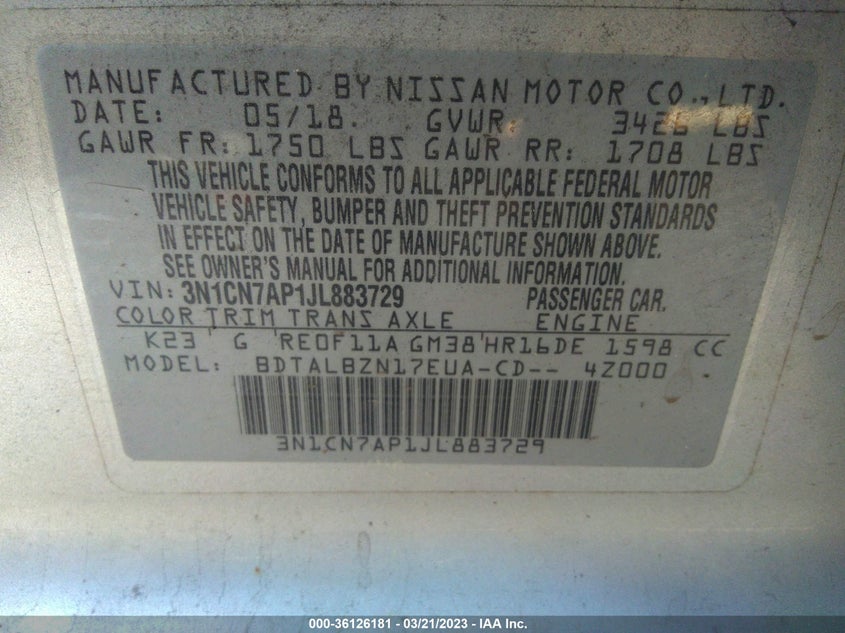 MANUFACTURED BY NISSAN MOTOR CO., LTD.
DATE: 05/18. GVWR, 3426 LBS
GAWR FR: 1750 LBS GAWR RR: 1708 LBS
THIS VEHICLE CONFORMS TO ALL APPLICABLE FEDERAL MOTOR
VEHICLE SAFETY, BUMPER AND THEFT PREVENTION STANDARDS
IN EFFECT ON THE DATE OF MANUFACTURE SHOWN ABOVE.
SEE OWNER'S MANUAL FOR ADDITIONAL INFORMATION.
VIN: 3N1CN7AP1JL883729 PASSENGER CAR.
COLOR TRIM TRANS AXLE ENGINE
K23 G RE0F11A GM38 HR16DE 1598 CC
MODEL: BDTALBZN17EUA-CD-- 4Z000
3N1CN7AP1JL883729
000-36126181 / 03/21/2023 - IAA Inc.